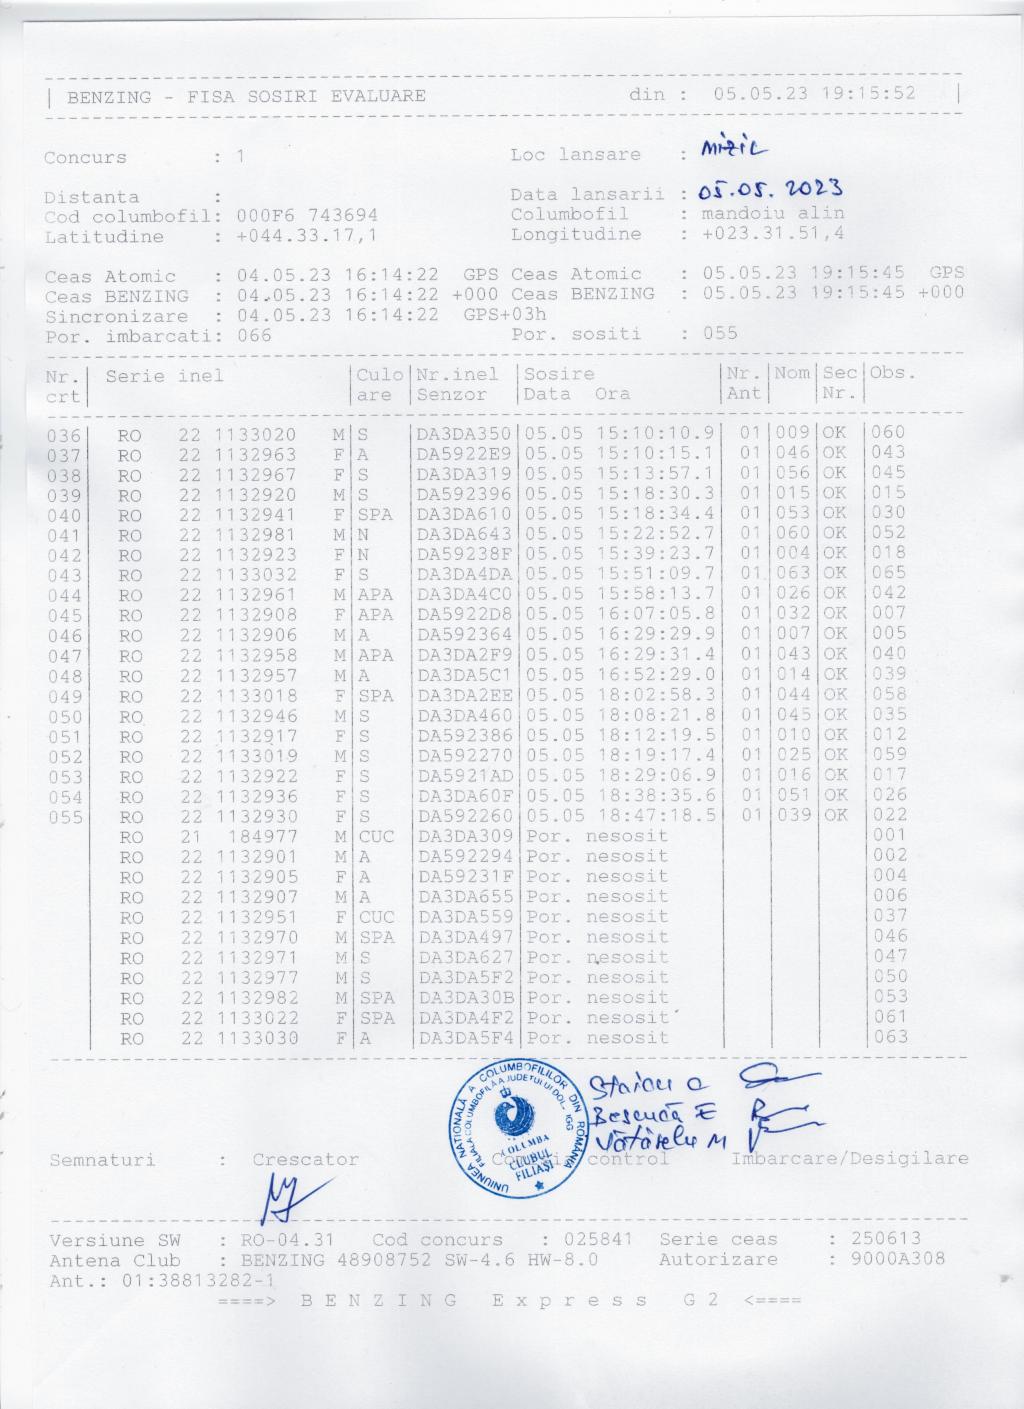 BENZING - FISA SOSIRI EVALUARE din : 05.05.23 19:15:52
Concurs : 1 Loc lansare : Mizil
Distanta : Data lansarii : 05.05.2023
Cod columbofil: 000F6 743694 Columbofil : mandoiu alin
Latitudine : +044.33.17,1 Longitudine : +023.31.51,4
Ceas Atomic : 04.05.23 16:14:22 GPS Ceas Atomic : 05.05.23 19:15:45 GPS
Ceas BENZING : 04.05.23 16:14:22 +000 Ceas BENZING : 05.05.23 19:15:45 +000
Sincronizare : 04.05.23 16:14:22 GPS+03h
Por. imbarcati: 066 Por. sositi : 055
Nr. Serie inel Culo Nr.inel Sosire Nr. Nom Sec Obs.
crt are Senzor Data Ora Ant Nr.
036 RO 22 1133020 M S DA3DA350 05.05 15:10:10.9 01 009 OK 060
037 RO 22 1132963 F A DA5922E9 05.05 15:10:15.1 01 046 OK 043
038 RO 22 1132967 F S DA3DA319 05.05 15:13:57.1 01 056 OK 045
039 RO 22 1132920 M S DA592396 05.05 15:18:30.3 01 015 OK 015
040 RO 22 1132941 F SPA DA3DA610 05.05 15:18:34.4 01 053 OK 030
041 RO 22 1132981 M N DA3DA643 05.05 15:22:52.7 01 060 OK 052
042 RO 22 1132923 F N DA59238F 05.05 15:39:23.7 01 004 OK 018
043 RO 22 1133032 F S DA3DA4DA 05.05 15:51:09.7 01 063 OK 065
044 RO 22 1132961 M APA DA3DA4C0 05.05 15:58:13.7 01 026 OK 042
045 RO 22 1132908 F APA DA5922D8 05.05 16:07:05.8 01 032 OK 007
046 RO 22 1132906 M A DA592364 05.05 16:29:29.9 01 007 OK 005
047 RO 22 1132958 M APA DA3DA2F9 05.05 16:29:31.4 01 043 OK 040
048 RO 22 1132957 M A DA3DA5C1 05.05 16:52:29.0 01 014 OK 039
049 RO 22 1133018 F SPA DA3DA2EE 05.05 18:02:58.3 01 044 OK 058
050 RO 22 1132946 M S DA3DA460 05.05 18:08:21.8 01 045 OK 035
051 RO 22 1132917 F S DA592386 05.05 18:12:19.5 01 010 OK 012
052 RO 22 1133019 M S DA592270 05.05 18:19:17.4 01 025 OK 059
053 RO 22 1132922 F S DA5921AD 05.05 18:29:06.9 01 016 OK 017
054 RO 22 1132936 F S DA3DA60F 05.05 18:38:35.6 01 051 OK 026
055 RO 22 1132930 F S DA592260 05.05 18:47:18.5 01 039 OK 022
RO 21 184977 M CUC DA3DA309 Por. nesosit 001
RO 22 1132901 M A DA592294 Por. nesosit 002
RO 22 1132905 F A DA59231F Por. nesosit 004
RO 22 1132907 M A DA3DA655 Por. nesosit 006
RO 22 1132951 F CUC DA3DA559 Por. nesosit 037
RO 22 1132970 M SPA DA3DA497 Por. nesosit 046
RO 22 1132971 M S DA3DA627 Por. nesosit 047
RO 22 1132977 M S DA3DA5F2 Por. nesosit 050
RO 22 1132982 M SPA DA3DA30B Por. nesosit 053
RO 22 1133022 F SPA DA3DA4F2 Por. nesosit 061
RO 22 1133030 F A DA3DA5F4 Por. nesosit 063
UNIUNEA NAȚIONALĂ A COLUMBOFILILOR DIN ROMÂNIA
COLUMBA
CLUBUL
FILIAȘI
Staicu
Semnaturi : Crescator control Imbarcare/Desigilare
Versiune SW : RO-04.31 Cod concurs : 025841 Serie ceas : 250613
Antena Club : BENZING 48908752 SW-4.6 HW-8.0 Autorizare : 9000A308
Ant.: 01:38813282-1
====> BENZING Express G2 <====